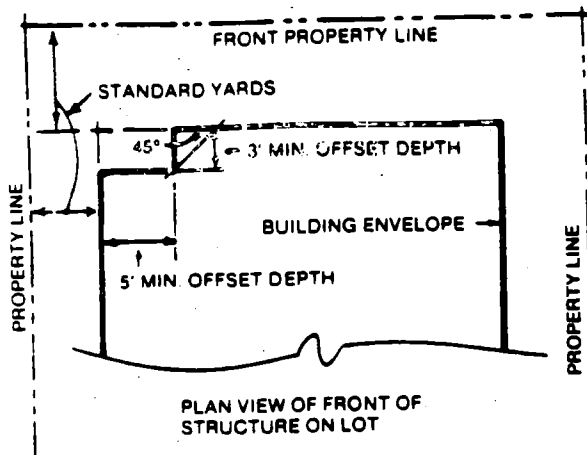 FRONT PROPERTY LINE
STANDARD YARDS
45°
3' MIN. OFFSET DEPTH
BUILDING ENVELOPE
5' MIN. OFFSET DEPTH
PROPERTY LINE
PROPERTY LINE
PLAN VIEW OF FRONT OF
STRUCTURE ON LOT